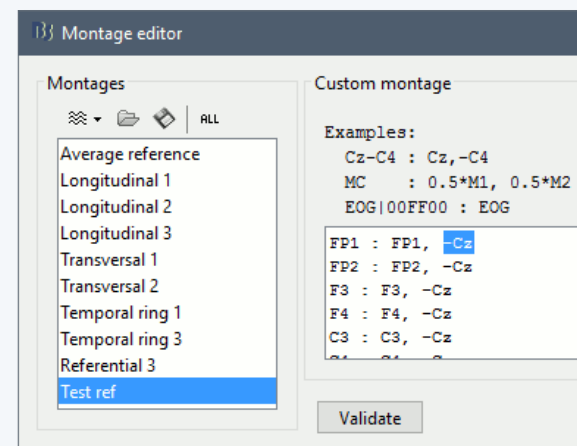 Montage editor
Montages
ALL
Average reference
Longitudinal 1
Longitudinal 2
Longitudinal 3
Transversal 1
Transversal 2
Temporal ring 1
Temporal ring 3
Referential 3
Test ref
Custom montage
Examples:
Cz-C4 : Cz,-C4
MC : 0.5*M1, 0.5*M2
EOG|00FF00 : EOG
FP1 : FP1, -Cz
FP2 : FP2, -Cz
F3 : F3, -Cz
F4 : F4, -Cz
C3 : C3, -Cz
Validate